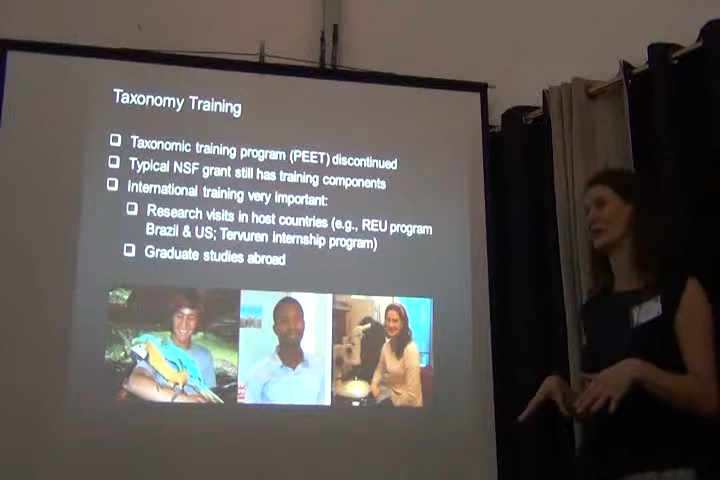 Taxonomy Training
Taxonomic training program (PEET) discontinued
Typical NSF grant still has training components
International training very important:
Research visits in host countries (e.g., REU program
Brazil & US; Tervuren internship program)
Graduate studies abroad